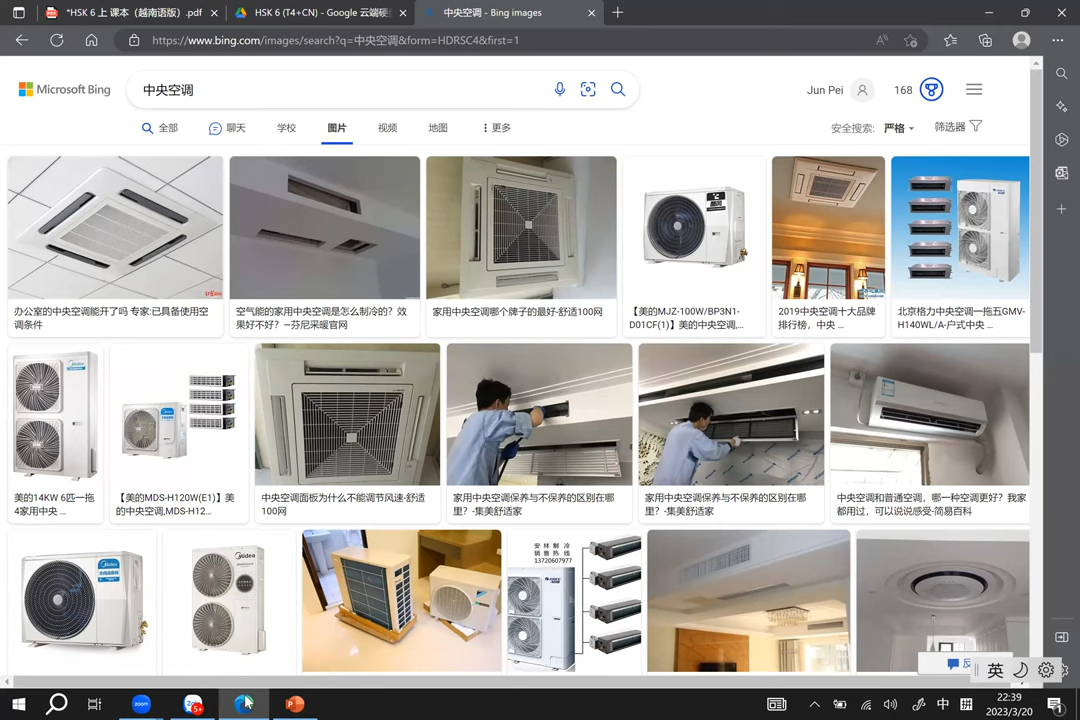 *HSK 6 上 课本（越南语版）.pdf
HSK 6 (T4+CN) - Google 云端硬盘
中央空调 - Bing images
https://www.bing.com/images/search?q=中央空调&form=HDRSC4&first=1
Microsoft Bing
中央空调
Jun Pei
168
全部
聊天
学校
图片
视频
地图
更多
安全搜索: 严格
筛选器
办公室的中央空调能开了吗 专家:已具备使用空调条件
空气能的家用中央空调是怎么制冷的？效果好不好？—芬尼采暖官网
家用中央空调哪个牌子的最好-舒适100网
【美的MJZ-100W/BP3N1-D01CF(1)】美的中央空调,...
2019中央空调十大品牌排行榜，中央 ...
北京格力中央空调一拖五GMV-H140WL/A-户式中央 ...
美的14KW 6匹一拖4家用中央 ...
【美的MDS-H120W(E1)】美的中央空调,MDS-H12...
中央空调面板为什么不能调节风速-舒适100网
家用中央空调保养与不保养的区别在哪里？-集美舒适家
家用中央空调保养与不保养的区别在哪里？-集美舒适家
中央空调和普通空调，哪一种空调更好？我家都用过，可以说说感受-简易百科
Midea
安林制冷
销售热线
13720607977
英
zoom
5+
中
拼
22:39
2023/3/20
1